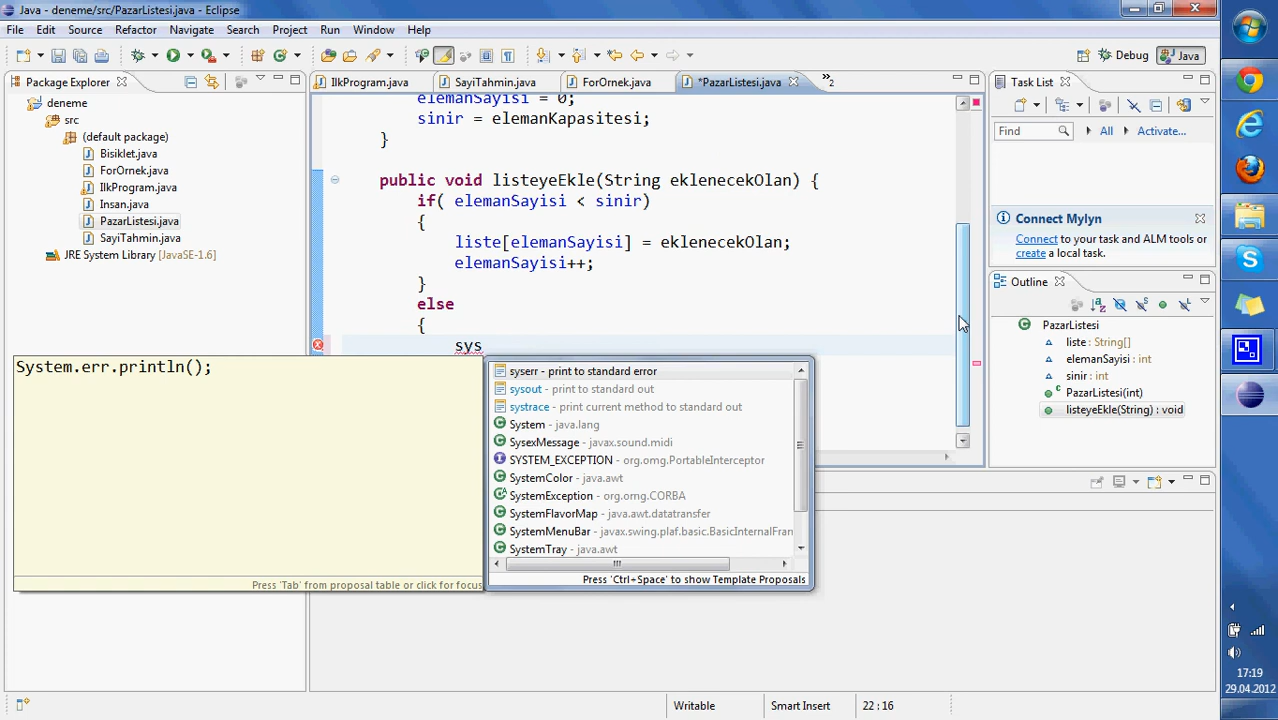 Java - deneme/src/PazarListesi.java - Eclipse
File Edit Source Refactor Navigate Search Project Run Window Help
Debug Java
Package Explorer
deneme
src
(default package)
Bisiklet.java
ForOrnek.java
IlkProgram.java
Insan.java
PazarListesi.java
SayiTahmin.java
JRE System Library [JavaSE-1.6]
IlkProgram.java SayiTahmin.java ForOrnek.java *PazarListesi.java »2
elemanSayisi = 0;
sinir = elemanKapasitesi;
}
public void listeyeEkle(String eklenecekOlan) {
if( elemanSayisi < sinir)
{
liste[elemanSayisi] = eklenecekOlan;
elemanSayisi++;
}
else
{
sys
System.err.println();
Press 'Tab' from proposal table or click for focus
syserr - print to standard error
sysout - print to standard out
systrace - print current method to standard out
System - java.lang
SysexMessage - javax.sound.midi
SYSTEM_EXCEPTION - org.omg.PortableInterceptor
SystemColor - java.awt
SystemException - org.omg.CORBA
SystemFlavorMap - java.awt.datatransfer
SystemMenuBar - javax.swing.plaf.basic.BasicInternalFram
SystemTray - java.awt
Press 'Ctrl+Space' to show Template Proposals
Task List
Find All Activate...
Connect Mylyn
Connect to your task and ALM tools or
create a local task.
Outline
PazarListesi
liste : String[]
elemanSayisi : int
sinir : int
PazarListesi(int)
listeyeEkle(String) : void
Writable Smart Insert 22 : 16
17:19
29.04.2012